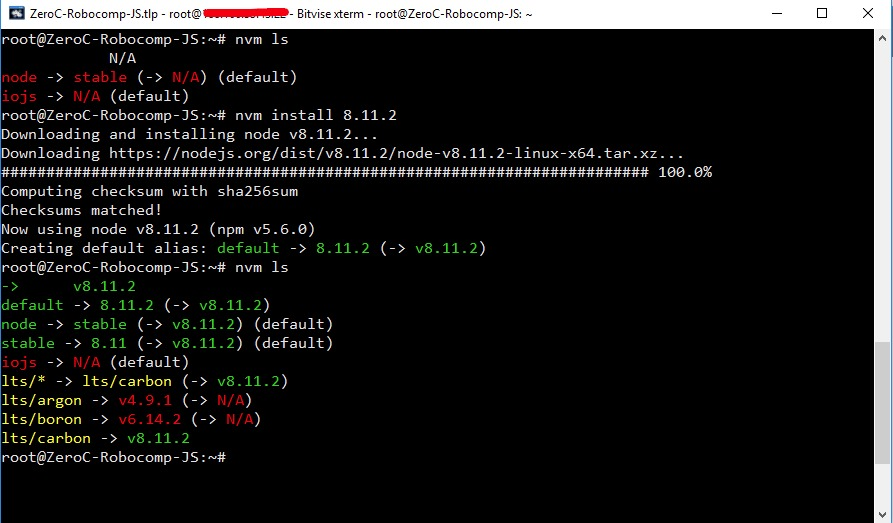 ZeroC-Robocomp-JS.tlp - root@ - Bitvise xterm - root@ZeroC-Robocomp-JS: ~
root@ZeroC-Robocomp-JS:~# nvm ls
N/A
node -> stable (-> N/A) (default)
iojs -> N/A (default)
root@ZeroC-Robocomp-JS:~# nvm install 8.11.2
Downloading and installing node v8.11.2...
Downloading https://nodejs.org/dist/v8.11.2/node-v8.11.2-linux-x64.tar.xz...
######################################################################## 100.0%
Computing checksum with sha256sum
Checksums matched!
Now using node v8.11.2 (npm v5.6.0)
Creating default alias: default -> 8.11.2 (-> v8.11.2)
root@ZeroC-Robocomp-JS:~# nvm ls
-> v8.11.2
default -> 8.11.2 (-> v8.11.2)
node -> stable (-> v8.11.2) (default)
stable -> 8.11 (-> v8.11.2) (default)
iojs -> N/A (default)
lts/* -> lts/carbon (-> v8.11.2)
lts/argon -> v4.9.1 (-> N/A)
lts/boron -> v6.14.2 (-> N/A)
lts/carbon -> v8.11.2
root@ZeroC-Robocomp-JS:~#